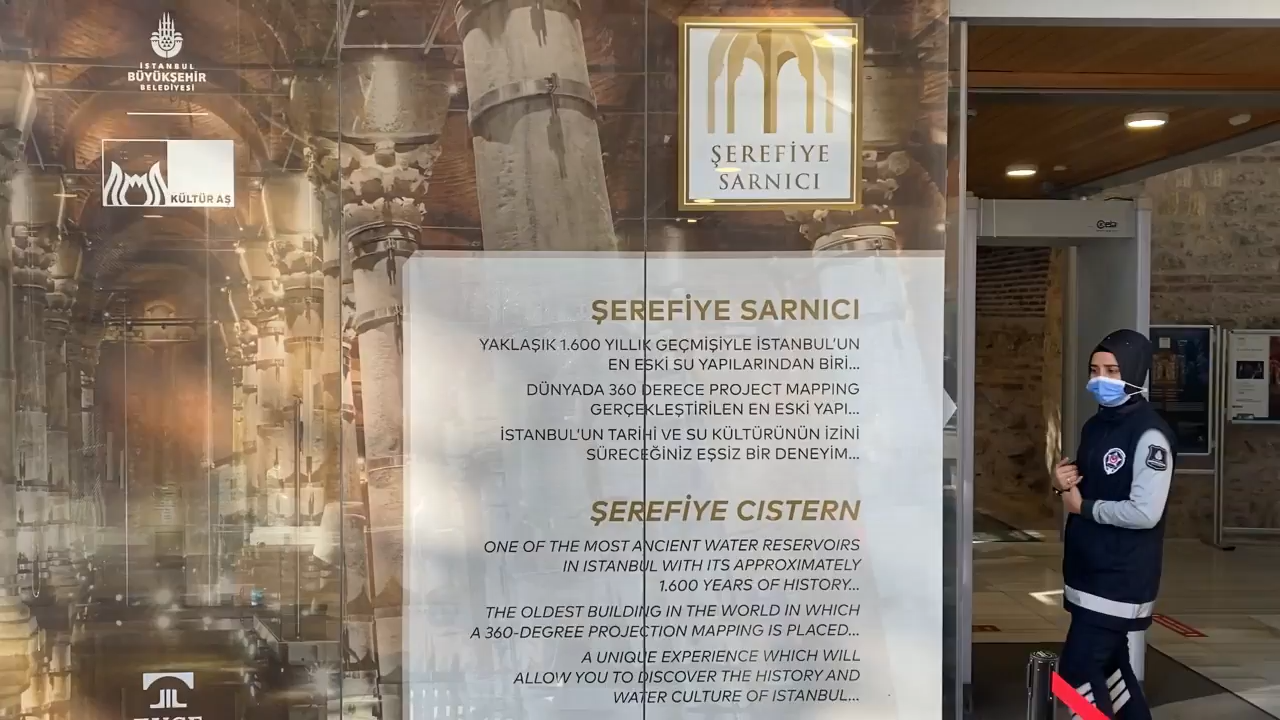 İSTANBUL
BÜYÜKŞEHİR
BELEDİYESİ
KÜLTÜR AŞ
ŞEREFİYE
SARNICI
ŞEREFİYE SARNICI
YAKLAŞIK 1.600 YILLIK GEÇMİŞİYLE İSTANBUL'UN
EN ESKİ SU YAPILARINDAN BİRİ...
DÜNYADA 360 DERECE PROJECT MAPPING
GERÇEKLEŞTİRİLEN EN ESKİ YAPI...
İSTANBUL'UN TARİHİ VE SU KÜLTÜRÜNÜN İZİNİ
SÜRECEĞİNİZ EŞSİZ BİR DENEYİM...
ŞEREFİYE CISTERN
ONE OF THE MOST ANCIENT WATER RESERVOIRS
IN ISTANBUL WITH ITS APPROXIMATELY
1.600 YEARS OF HISTORY...
THE OLDEST BUILDING IN THE WORLD IN WHICH
A 360-DEGREE PROJECTION MAPPING IS PLACED...
A UNIQUE EXPERIENCE WHICH WILL
ALLOW YOU TO DISCOVER THE HISTORY AND
WATER CULTURE OF ISTANBUL...